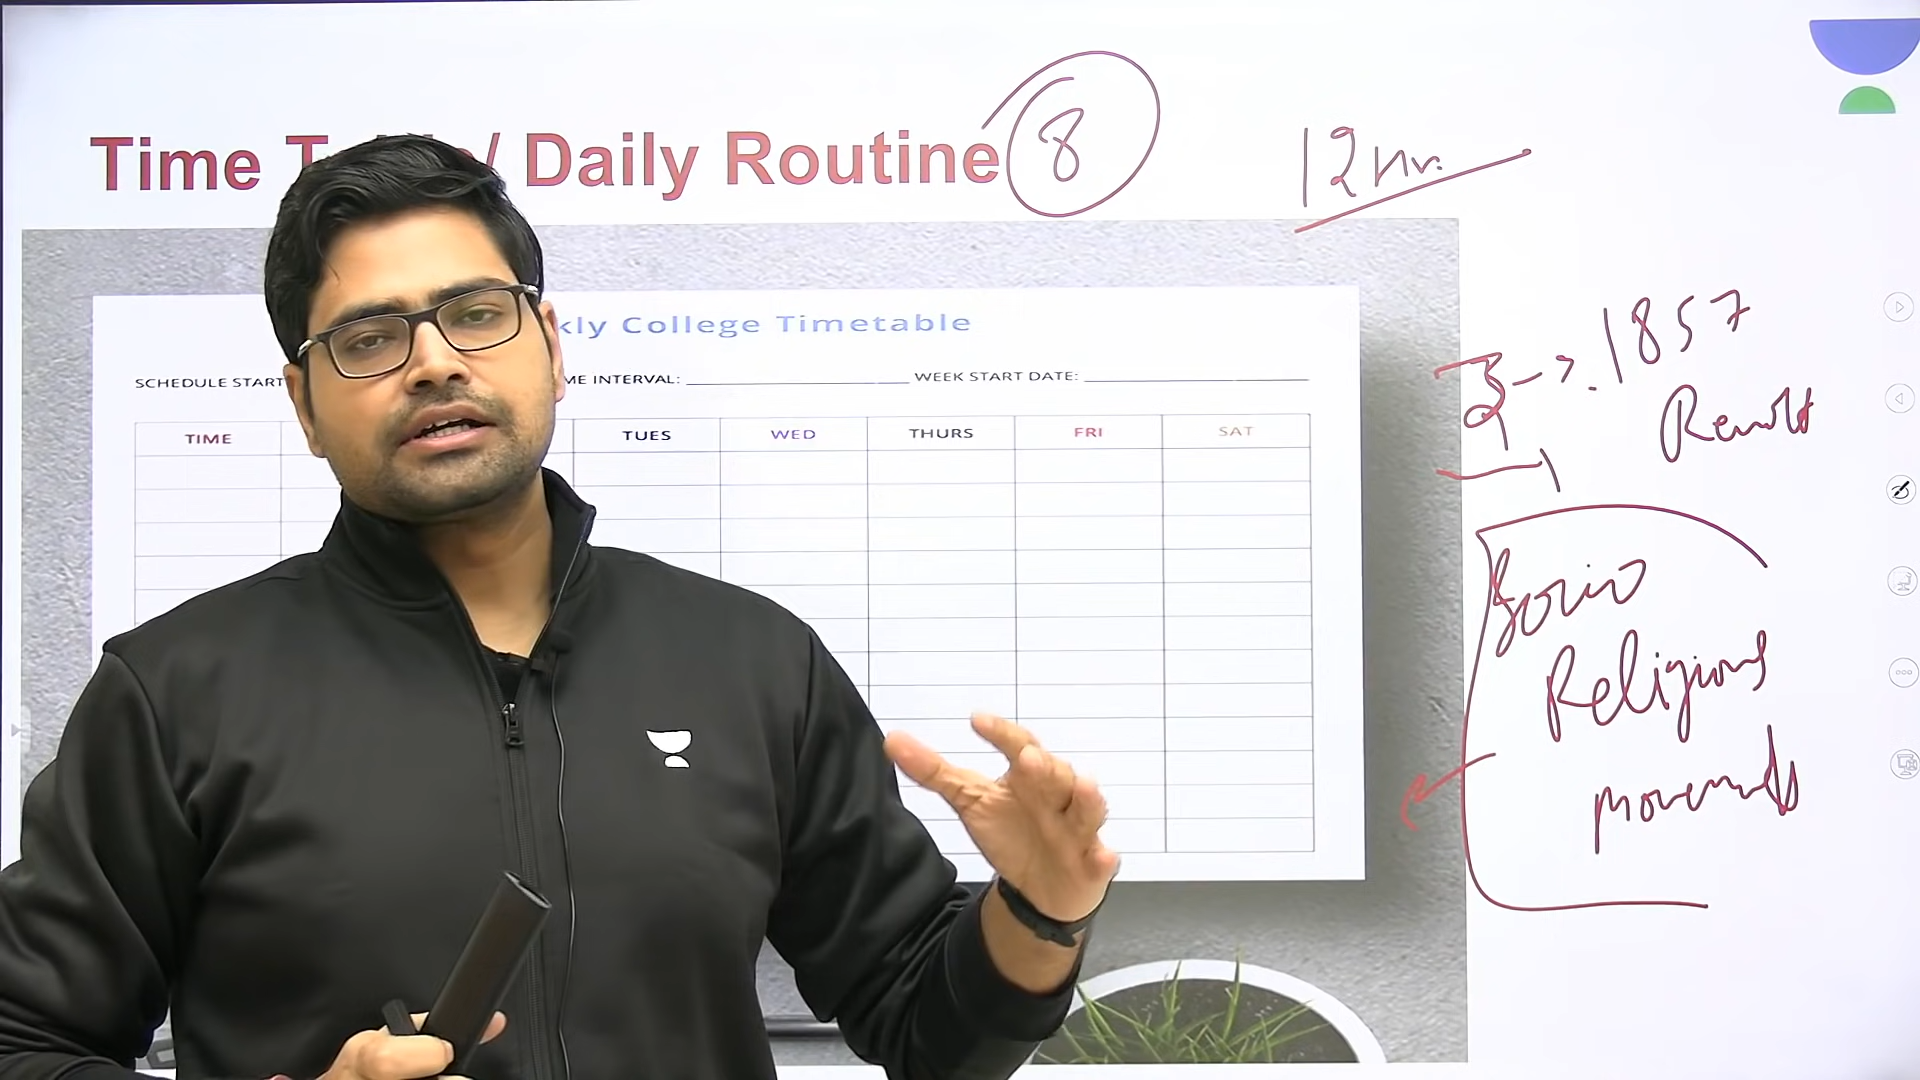 Time T / Daily Routine
8
12 Hr.
kly College Timetable
SCHEDULE START
ME INTERVAL:
WEEK START DATE:
TIME TUES WED THURS FRI SAT
1857
Revolt
Socio
Religious
Movements